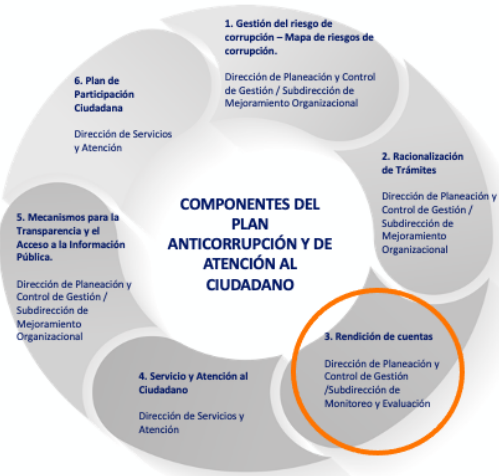 1. Gestión del riesgo de
corrupción – Mapa de riesgos de
corrupción.
Dirección de Planeación y Control
de Gestión / Subdirección de
Mejoramiento Organizacional
2. Racionalización
de Trámites
Dirección de Planeación y
Control de Gestión /
Subdirección de
Mejoramiento
Organizacional
3. Rendición de cuentas
Dirección de Planeación y
Control de Gestión
/Subdirección de
Monitoreo y Evaluación
4. Servicio y Atención al
Ciudadano
Dirección de Servicios y
Atención
5. Mecanismos para la
Transparencia y el
Acceso a la Información
Pública.
Dirección de Planeación y
Control de Gestión /
Subdirección de
Mejoramiento
Organizacional
6. Plan de
Participación
Ciudadana
Dirección de Servicios
y Atención
COMPONENTES DEL
PLAN
ANTICORRUPCIÓN Y DE
ATENCIÓN AL
CIUDADANO